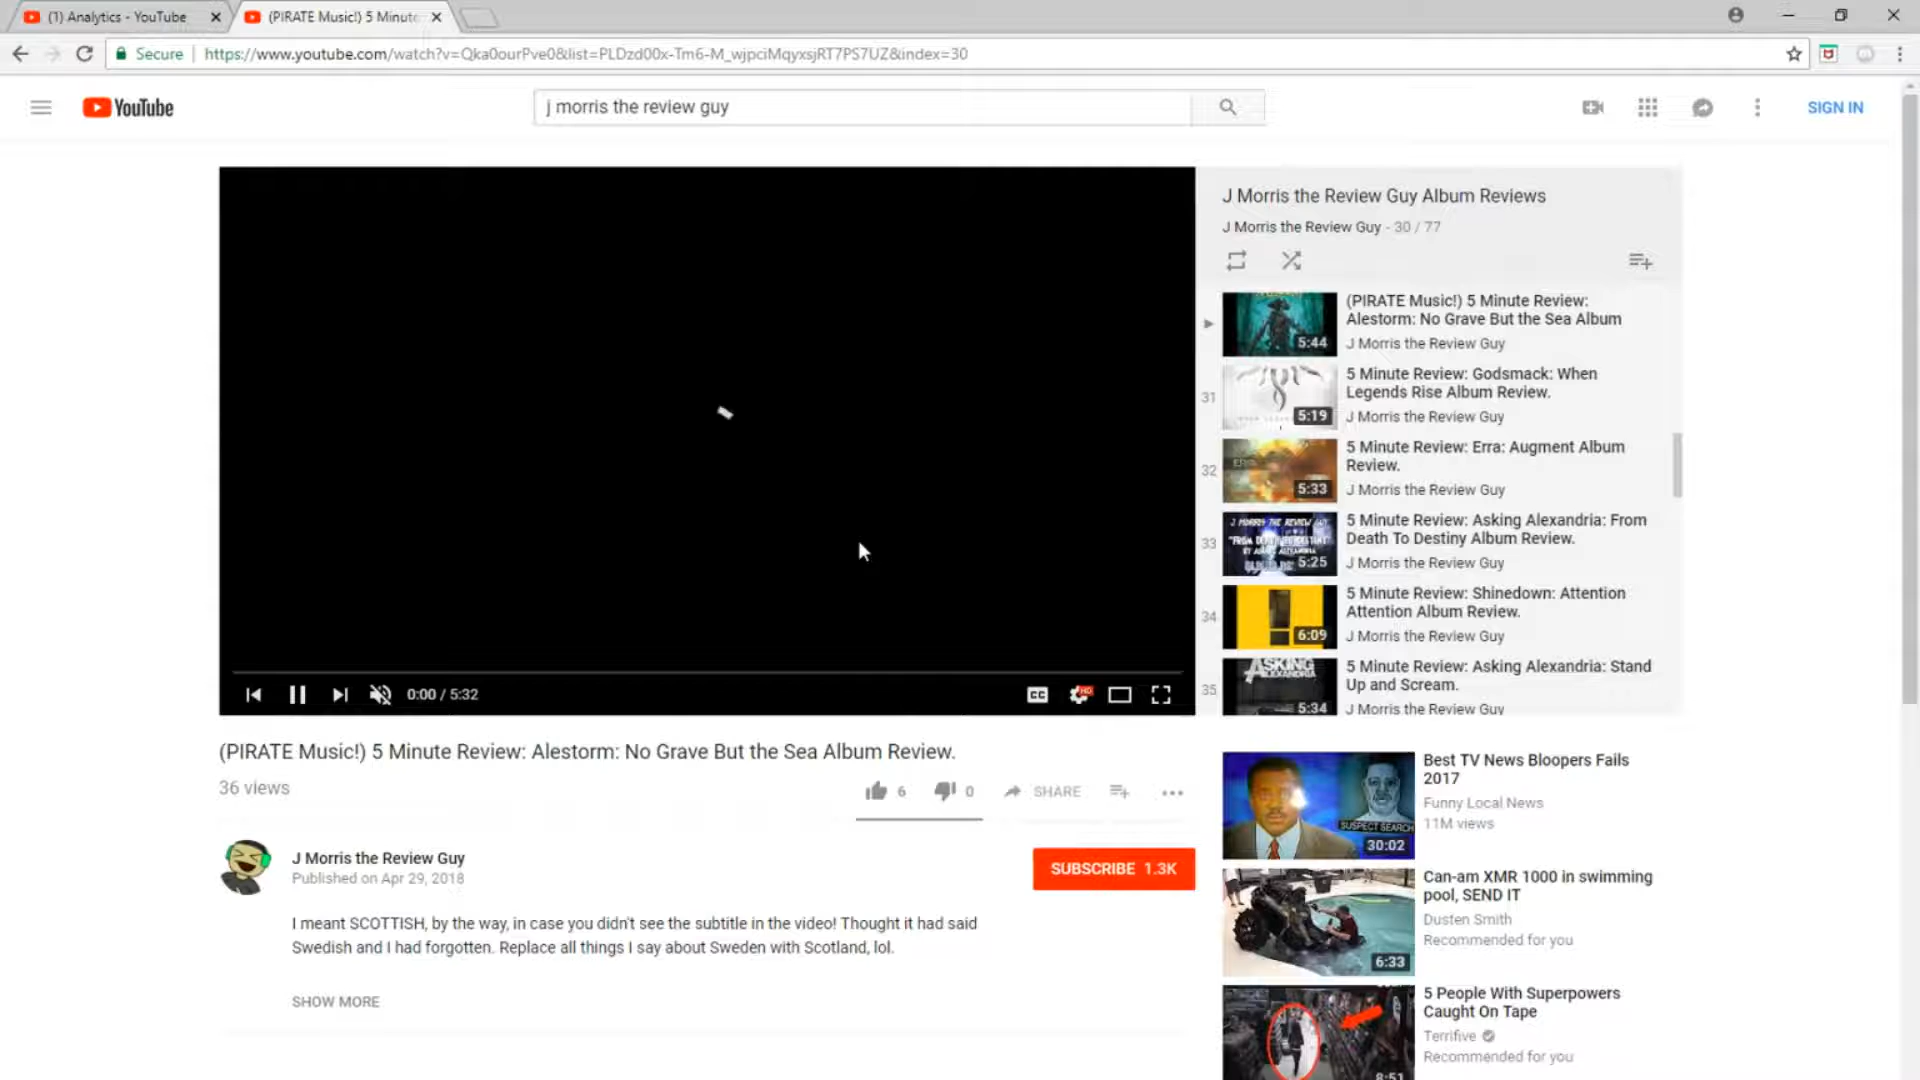 (1) Analytics - YouTube
(PIRATE Music!) 5 Minute
Secure
https://www.youtube.com/watch?v=Qka0ourPve0&list=PLDzd00x-Tm6-M_wjpciMqyxsjRT7PS7UZ&index=30
YouTube
j morris the review guy
SIGN IN
J Morris the Review Guy Album Reviews
J Morris the Review Guy - 30 / 77
(PIRATE Music!) 5 Minute Review:
Alestorm: No Grave But the Sea Album
J Morris the Review Guy
5:44
31
5 Minute Review: Godsmack: When
Legends Rise Album Review.
J Morris the Review Guy
5:19
32
5 Minute Review: Erra: Augment Album
Review.
J Morris the Review Guy
5:33
33
5 Minute Review: Asking Alexandria: From
Death To Destiny Album Review.
J Morris the Review Guy
J MORRIS THE REVIEW GUY
5:25
34
5 Minute Review: Shinedown: Attention
Attention Album Review.
J Morris the Review Guy
6:09
35
5 Minute Review: Asking Alexandria: Stand
Up and Scream.
J Morris the Review Guy
ASKING
5:34
0:00 / 5:32
CC
HD
(PIRATE Music!) 5 Minute Review: Alestorm: No Grave But the Sea Album Review.
36 views
6
0
SHARE
J Morris the Review Guy
Published on Apr 29, 2018
SUBSCRIBE 1.3K
I meant SCOTTISH, by the way, in case you didn't see the subtitle in the video! Thought it had said
Swedish and I had forgotten. Replace all things I say about Sweden with Scotland, lol.
SHOW MORE
Best TV News Bloopers Fails
2017
Funny Local News
11M views
SUSPECT SEARCH
30:02
Can-am XMR 1000 in swimming
pool, SEND IT
Dusten Smith
Recommended for you
6:33
5 People With Superpowers
Caught On Tape
Terrifive
Recommended for you
8:51